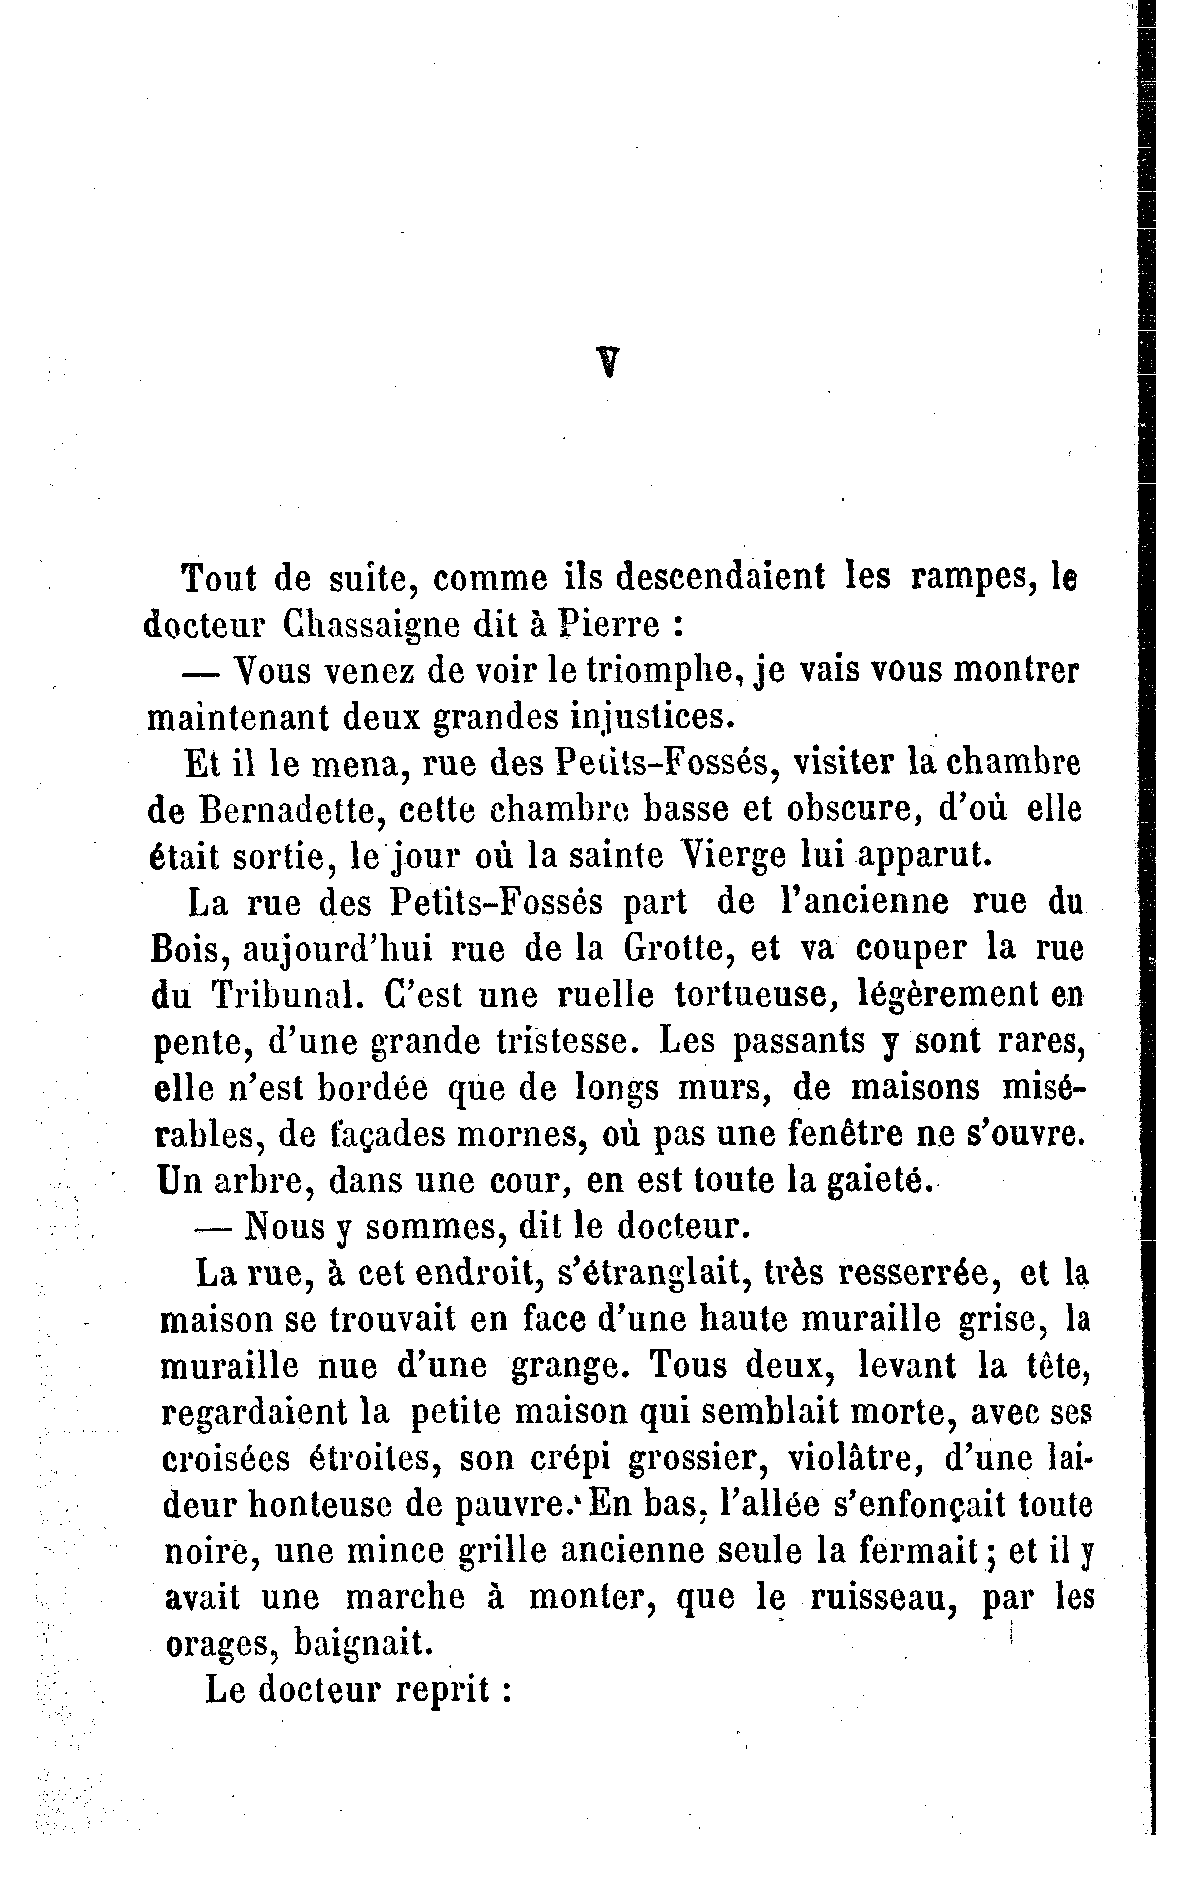 V
Tout de suite, comme ils descendaient les rampes, le
docteur Chassaigne dit à Pierre :
— Vous venez de voir le triomphe, je vais vous montrer
maintenant deux grandes injustices.
Et il le mena, rue des Petits-Fossés, visiter la chambre
de Bernadette, cette chambre basse et obscure, d'où elle
était sortie, le jour où la sainte Vierge lui apparut.
La rue des Petits-Fossés part de l'ancienne rue du
Bois, aujourd'hui rue de la Grotte, et va couper la rue
du Tribunal. C'est une ruelle tortueuse, légèrement en
pente, d'une grande tristesse. Les passants y sont rares,
elle n'est bordée que de longs murs, de maisons misé-
rables, de façades mornes, où pas une fenêtre ne s'ouvre.
Un arbre, dans une cour, en est toute la gaieté.
— Nous y sommes, dit le docteur.
La rue, à cet endroit, s'étranglait, très resserrée, et la
maison se trouvait en face d'une haute muraille grise, la
muraille nue d'une grange. Tous deux, levant la tête,
regardaient la petite maison qui semblait morte, avec ses
croisées étroites, son crépi grossier, violâtre, d'une lai-
deur honteuse de pauvre. En bas, l'allée s'enfonçait toute
noire, une mince grille ancienne seule la fermait ; et il y
avait une marche à monter, que le ruisseau, par les
orages, baignait.
Le docteur reprit :